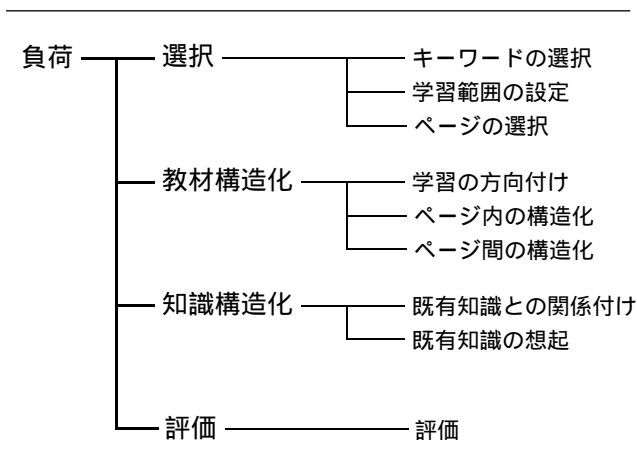 負荷 選択 キーワードの選択
学習範囲の設定
ページの選択
教材構造化 学習の方向付け
ページ内の構造化
ページ間の構造化
知識構造化 既有知識との関係付け
既有知識の想起
評価 評価